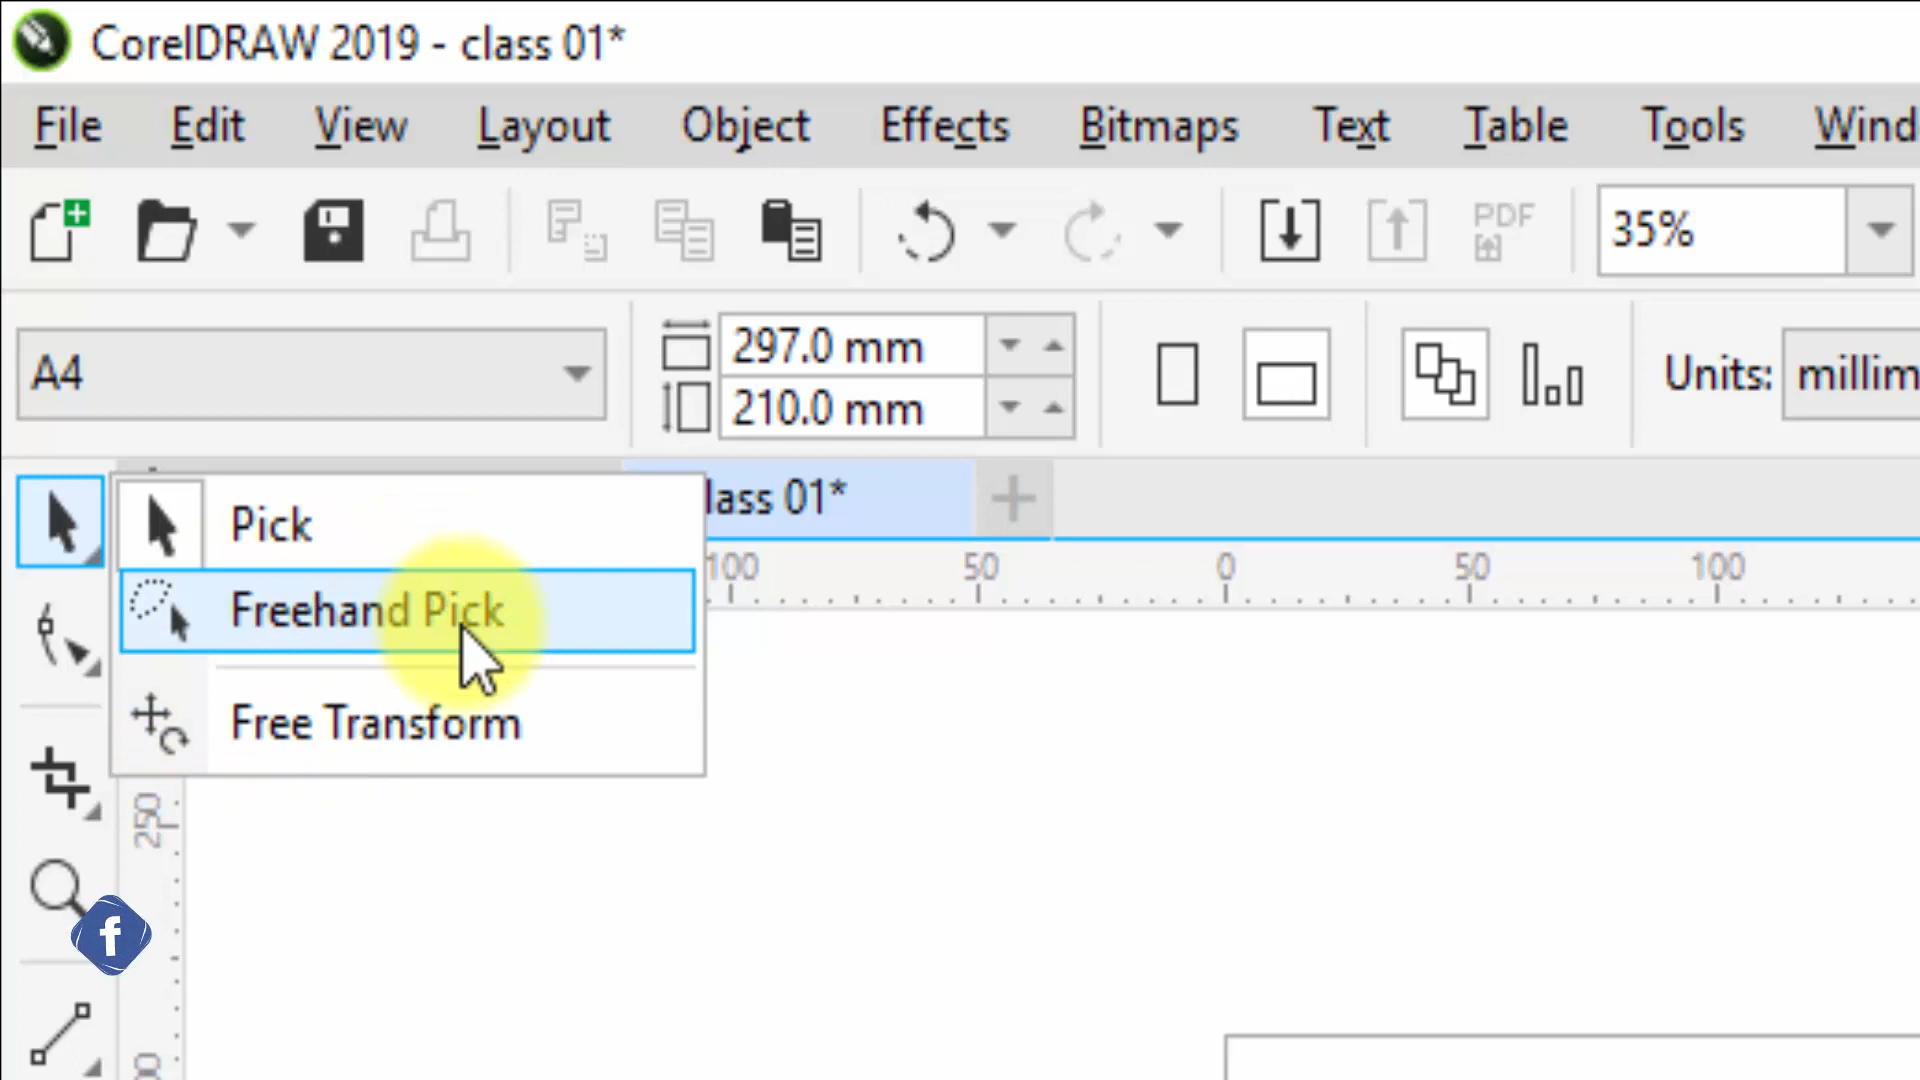 CorelDRAW 2019 - class 01*
File Edit View Layout Object Effects Bitmaps Text Table Tools Wind
PDF
35%
A4
297.0 mm
210.0 mm
Units: millim
Pick
lass 01*
Freehand Pick
Free Transform
100 50 0 50 100
250
f